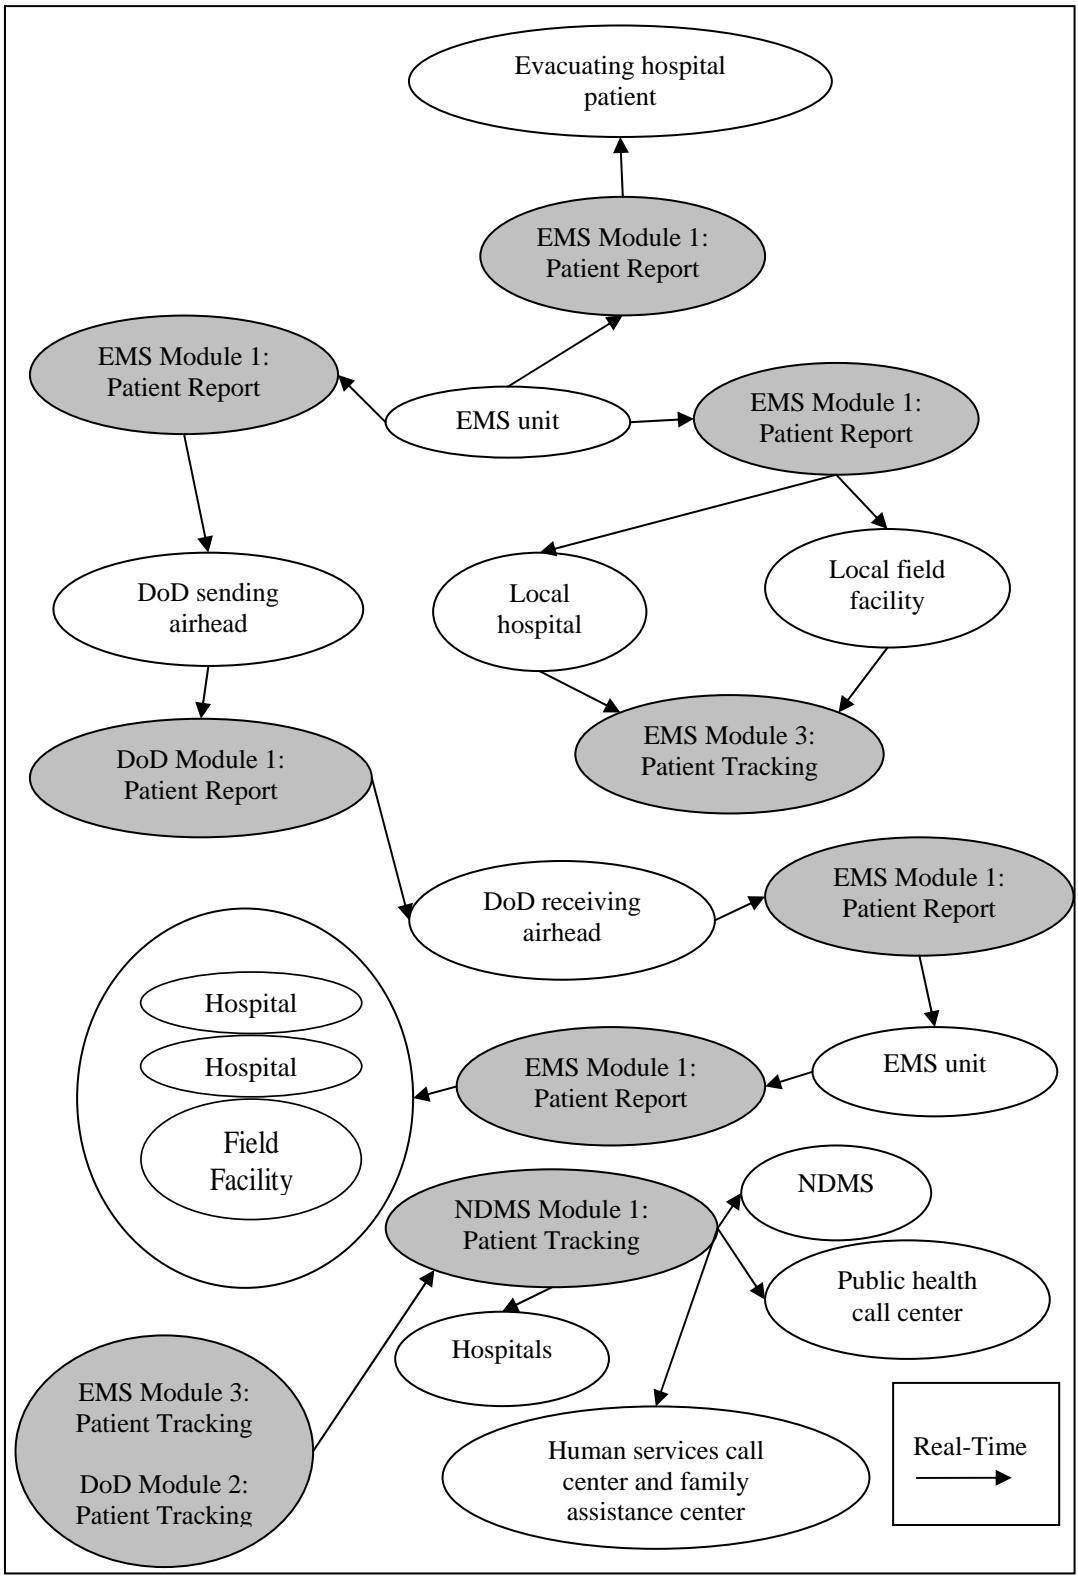 Evacuating hospital
patient
EMS Module 1:
Patient Report
EMS Module 1:
Patient Report
EMS unit
EMS Module 1:
Patient Report
DoD sending
airhead
Local
hospital
Local field
facility
DoD Module 1:
Patient Report
EMS Module 3:
Patient Tracking
DoD receiving
airhead
EMS Module 1:
Patient Report
Hospital
Hospital
Field
Facility
EMS Module 1:
Patient Report
EMS unit
NDMS Module 1:
Patient Tracking
NDMS
Public health
call center
Hospitals
EMS Module 3:
Patient Tracking
DoD Module 2:
Patient Tracking
Human services call
center and family
assistance center
Real-Time